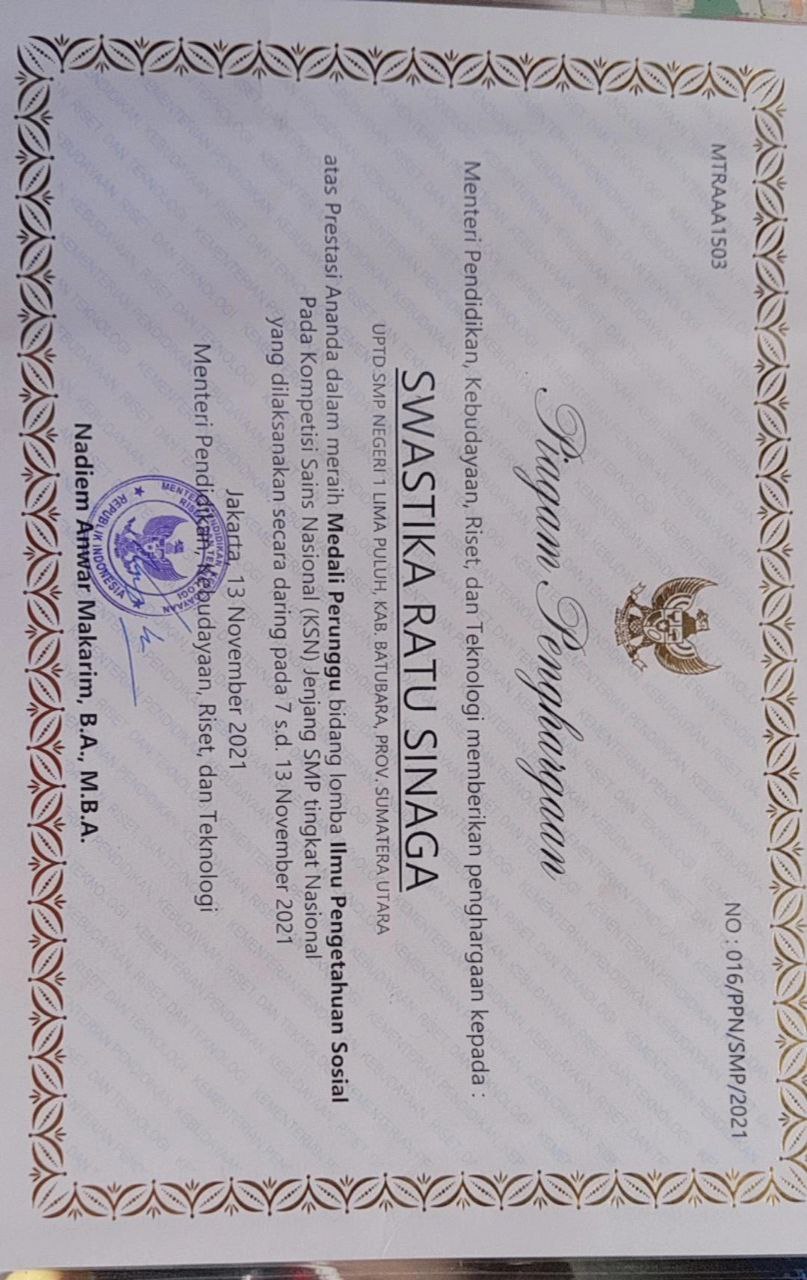 MTRAAA1503
NO : 016/PPN/SMP/2021
Piagam Penghargaan
Menteri Pendidikan, Kebudayaan, Riset, dan Teknologi memberikan penghargaan kepada :
SWASTIKA RATU SINAGA
UPTD SMP NEGERI 1 LIMA PULUH, KAB. BATUBARA, PROV. SUMATERA UTARA
atas Prestasi Ananda dalam meraih Medali Perunggu bidang lomba Ilmu Pengetahuan Sosial
Pada Kompetisi Sains Nasional (KSN) Jenjang SMP tingkat Nasional
yang dilaksanakan secara daring pada 7 s.d. 13 November 2021
Jakarta, 13 November 2021
Menteri Pendidikan, Kebudayaan, Riset, dan Teknologi
MENTERI PENDIDIKAN, KEBUDAYAAN
RISET, DAN TEKNOLOGI
REPUBLIK INDONESIA
Nadiem Anwar Makarim, B.A., M.B.A.